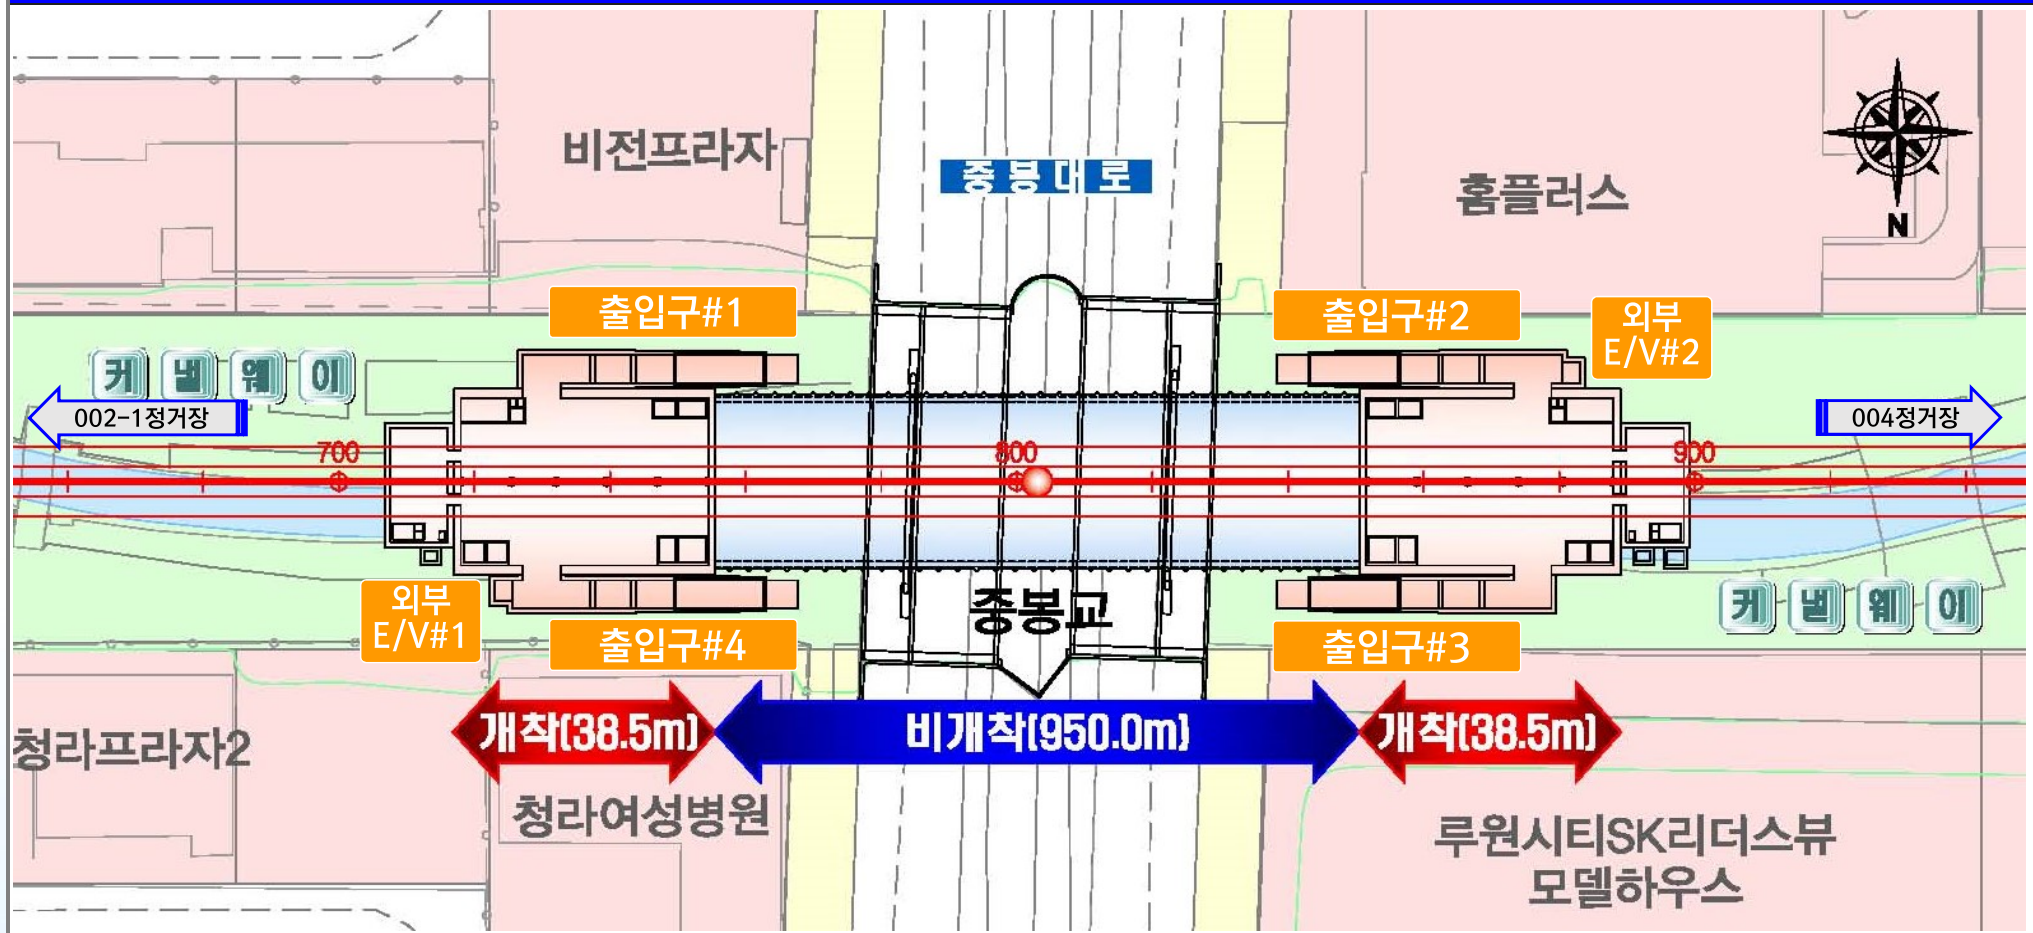 비전프라자
중봉대로
홈플러스
N
출입구#1
출입구#2
외부
E/V#2
커낼웨이
002-1정거장
004정거장
700
800
900
외부
E/V#1
중봉교
커낼웨이
출입구#4
출입구#3
개착(38.5m)
비개착(950.0m)
개착(38.5m)
청라프라자2
청라여성병원
루원시티SK리더스뷰
모델하우스